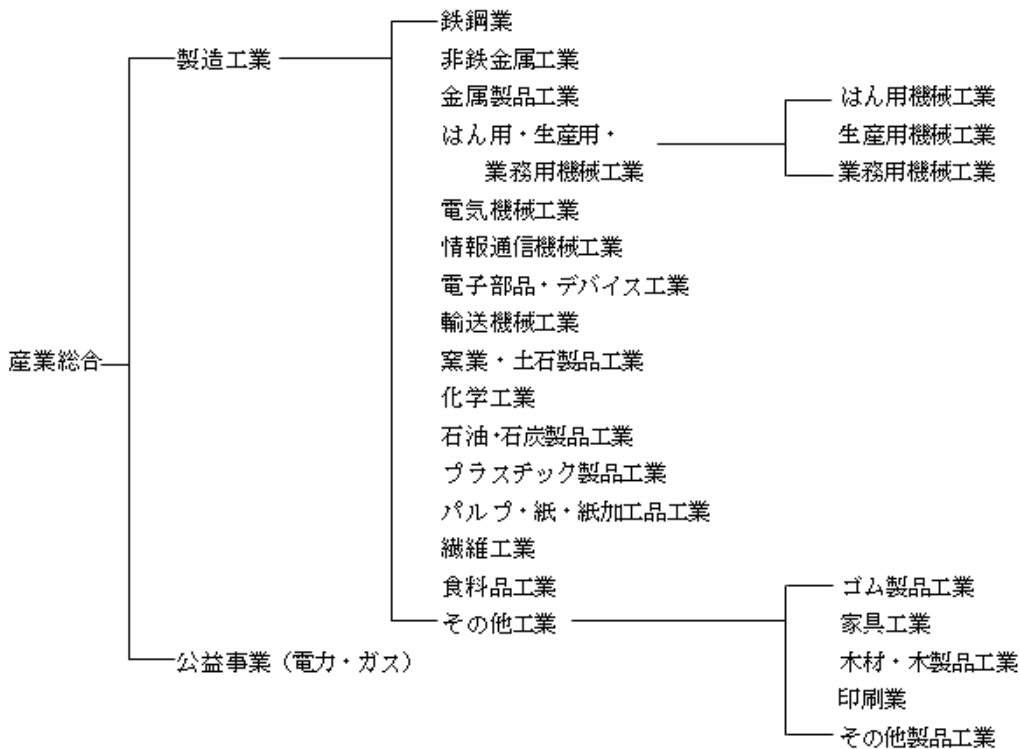 鉄鋼業
製造工業
非鉄金属工業
金属製品工業
はん用機械工業
はん用・生産用・
生産用機械工業
業務用機械工業
業務用機械工業
電気機械工業
情報通信機械工業
電子部品・デバイス工業
輸送機械工業
産業総合
窯業・土石製品工業
化学工業
石油・石炭製品工業
プラスチック製品工業
パルプ・紙・紙加工品工業
繊維工業
食料品工業
ゴム製品工業
その他工業
家具工業
公益事業（電力・ガス）
木材・木製品工業
印刷業
その他製品工業